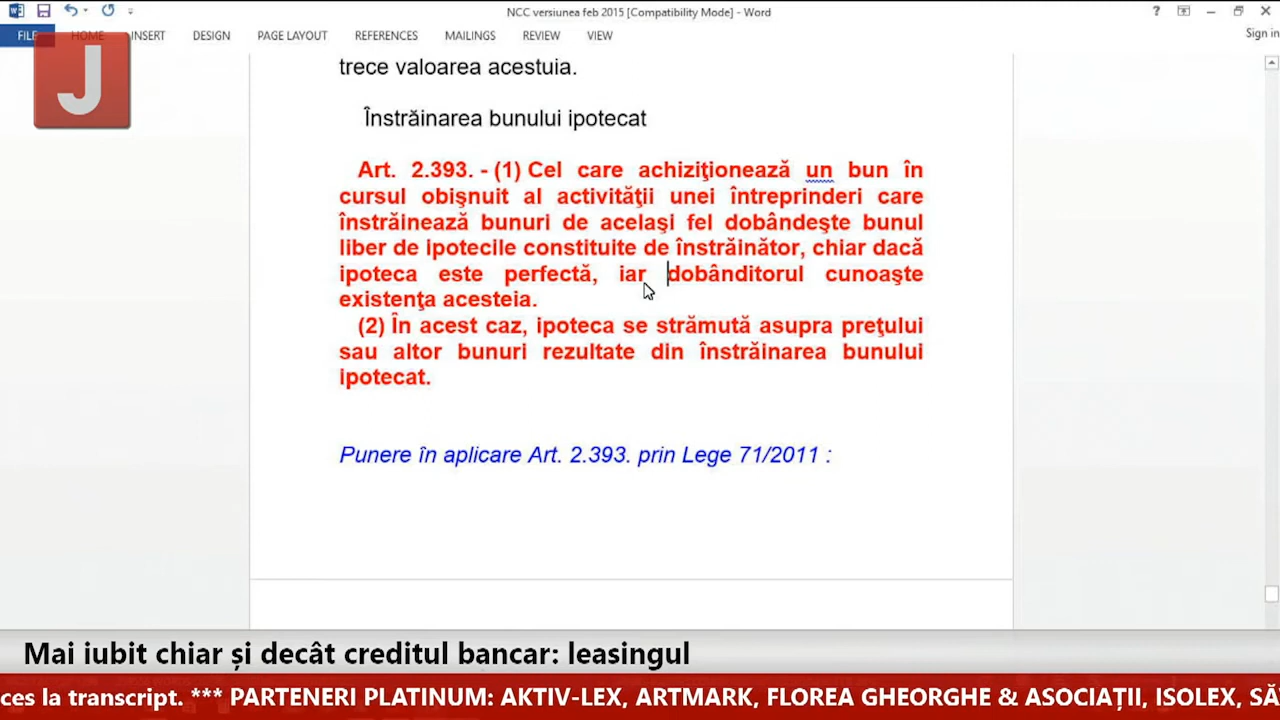 NCC versiunea feb 2015 [Compatibility Mode] - Word
?
FILE HOME INSERT DESIGN PAGE LAYOUT REFERENCES MAILINGS REVIEW VIEW Sign in
J
trece valoarea acestuia.
Înstrăinarea bunului ipotecat
Art. 2.393. - (1) Cel care achiziţionează un bun în
cursul obişnuit al activităţii unei întreprinderi care
înstrăinează bunuri de acelaşi fel dobândeşte bunul
liber de ipotecile constituite de înstrăinător, chiar dacă
ipoteca este perfectă, iar dobânditorul cunoaşte
existenţa acesteia.
(2) În acest caz, ipoteca se strămută asupra preţului
sau altor bunuri rezultate din înstrăinarea bunului
ipotecat.
Punere în aplicare Art. 2.393. prin Lege 71/2011 :
Mai iubit chiar și decât creditul bancar: leasingul
ces la transcript. *** PARTENERI PLATINUM: AKTIV-LEX, ARTMARK, FLOREA GHEORGHE & ASOCIAȚII, ISOLEX, SĂ